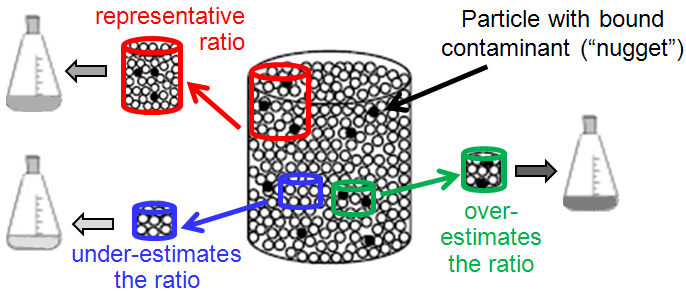 representative
ratio
Particle with bound
contaminant (“nugget”)
under-estimates
the ratio
over-
estimates
the ratio